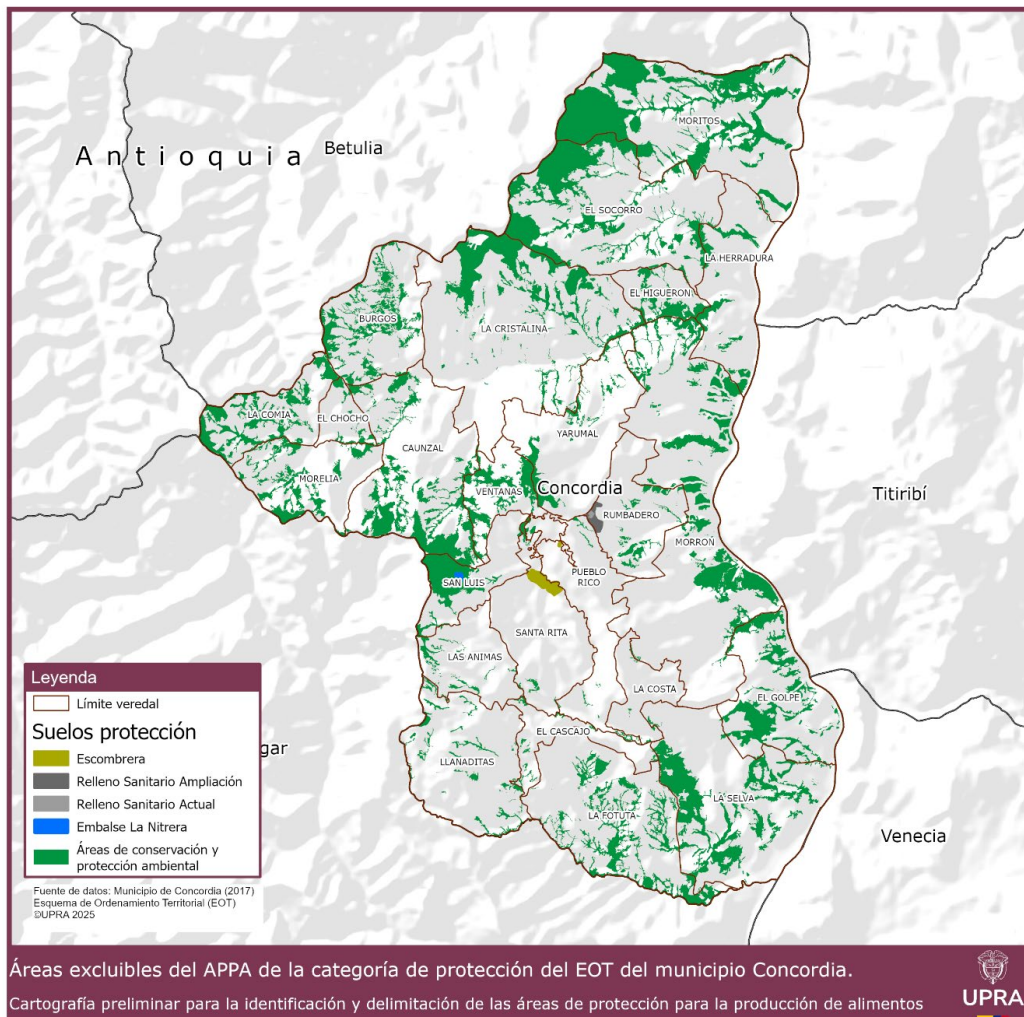 Antioquia
Betulia
MORITOS
EL SOCORRO
LA HERRADURA
EL HIGUERON
BURGOS
LA CRISTALINA
LA COMIA
EL CHOCHO
CAUNZAL
YARUMAL
MORELIA
VENTANAS
Concordia
Titiribí
RUMBADERO
MORRON
SAN LUIS
PUEBLO
RICO
SANTA RITA
LAS ANIMAS
LA COSTA
EL GOLPE
EL CASCAJO
gar
LLANADITAS
LA SELVA
LA FOTUTA
Venecia
Leyenda
Límite veredal
Suelos protección
Escombrera
Relleno Sanitario Ampliación
Relleno Sanitario Actual
Embalse La Nitrera
Áreas de conservación y
protección ambiental
Fuente de datos: Municipio de Concordia (2017)
Esquema de Ordenamiento Territorial (EOT)
©UPRA 2025
Áreas excluibles del APPA de la categoría de protección del EOT del municipio Concordia.
Cartografía preliminar para la identificación y delimitación de las áreas de protección para la producción de alimentos
UPRA